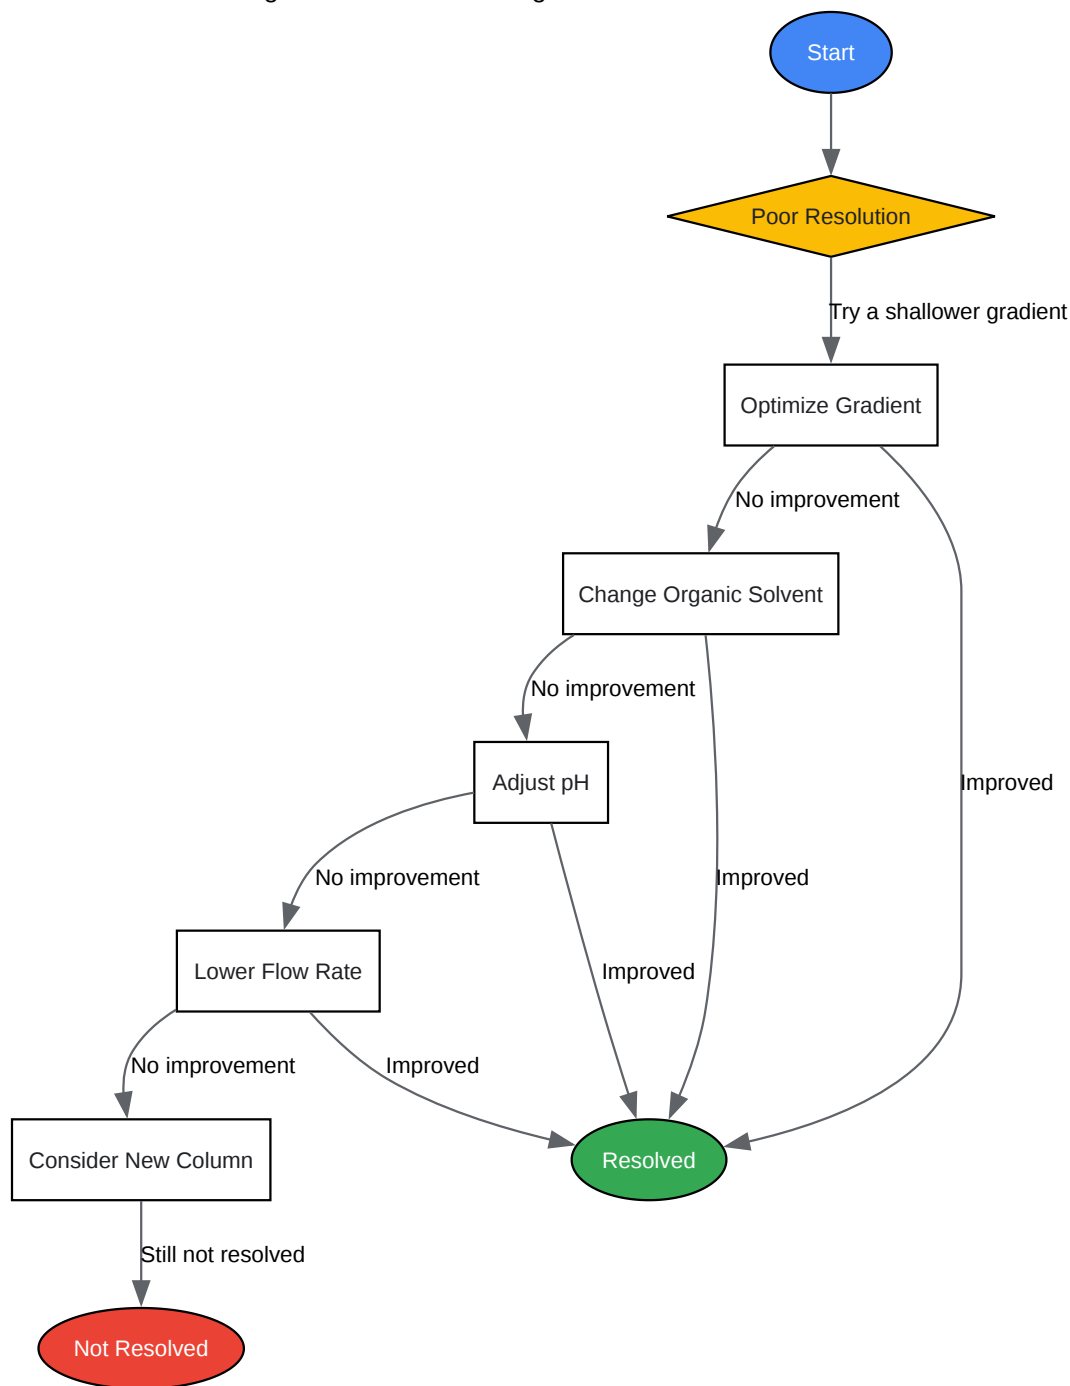 Start
Poor Resolution
Try a shallower gradient
Optimize Gradient
No improvement
Change Organic Solvent
No improvement
Adjust pH
Improved
No improvement
Improved
Lower Flow Rate
Improved
No improvement
Improved
Consider New Column
Resolved
Still not resolved
Not Resolved